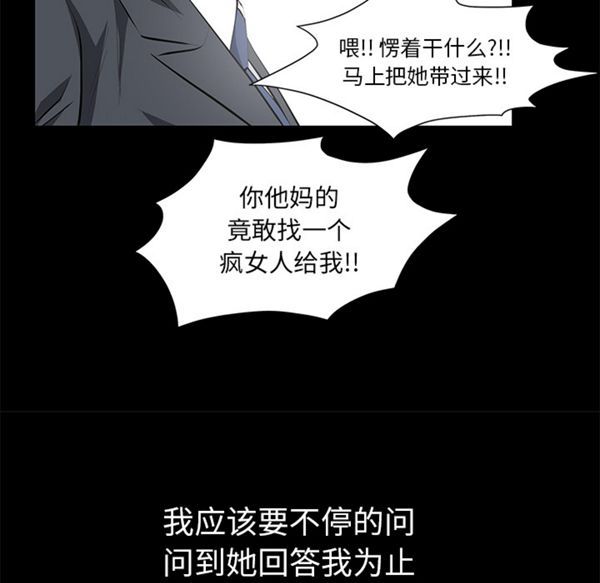 喂!! 愣着干什么?!!
马上把她带过来!!
你他妈的
竟敢找一个
疯女人给我!!
我应该要不停的问
问到她回答我为止